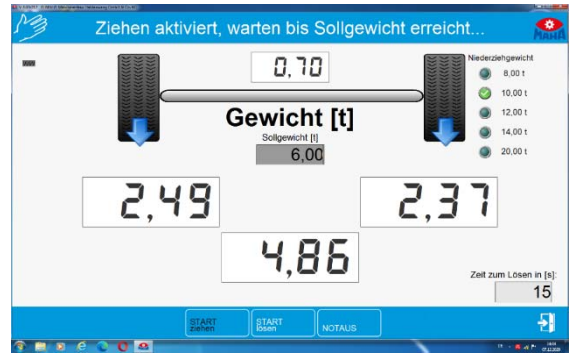 Ziehen aktiviert, warten bis Sollgewicht erreicht...
MAHA
0,70
Niederziehgewicht
8,00 t
10,00 t
12,00 t
14,00 t
20,00 t
Gewicht [t]
Sollgewicht [t]
6,00
2,49
2,37
4,86
Zeit zum Lösen in [s]:
15
START ziehen
START lösen
NOTAUS